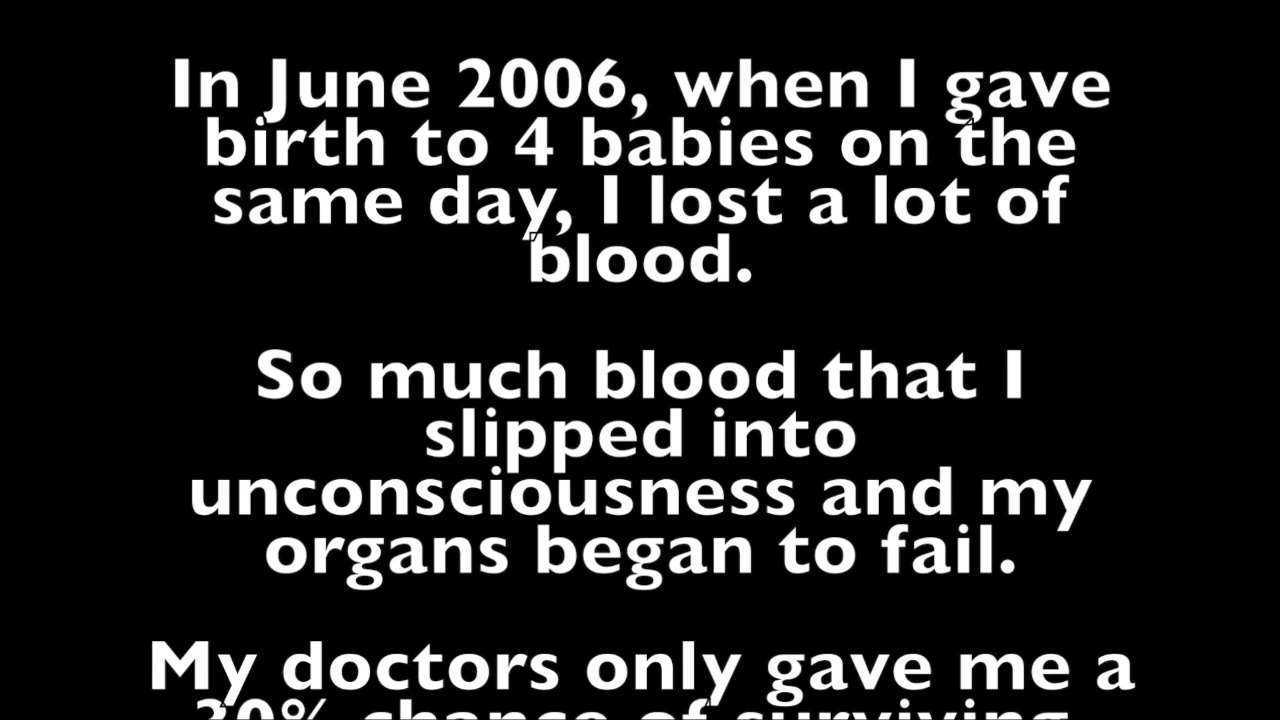 In June 2006, when I gave
birth to 4 babies on the
same day, I lost a lot of
blood.
So much blood that I
slipped into
unconsciousness and my
organs began to fail.
My doctors only gave me a
30% chance of surviving